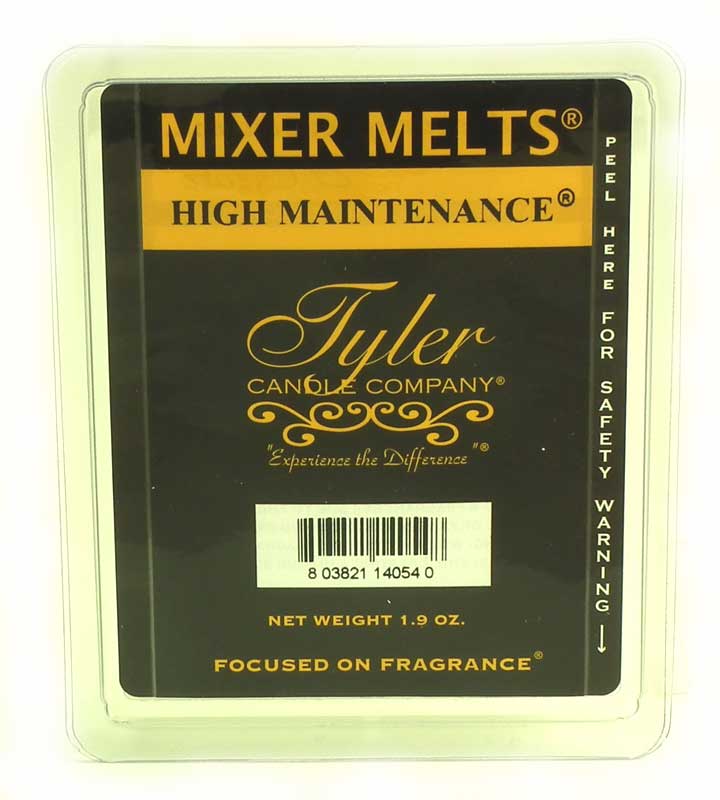 MIXER MELTS®
HIGH MAINTENANCE®
Tyler
CANDLE COMPANY®
"Experience the Difference"®
8 03821 14054 0
NET WEIGHT 1.9 OZ.
FOCUSED ON FRAGRANCE®
PEEL HERE FOR SAFETY WARNING →